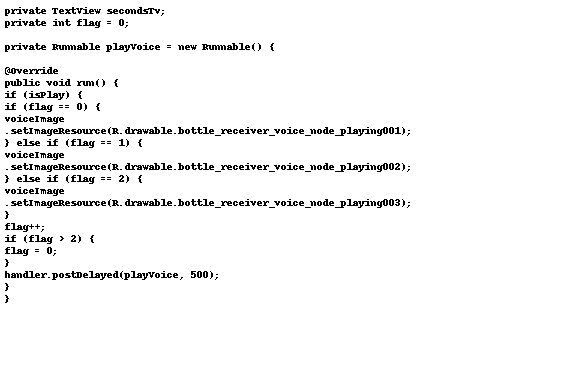 private TextView secondsTv;
private int flag = 0;
private Runnable playVoice = new Runnable() {
@Override
public void run() {
if (isPlay) {
if (flag == 0) {
voiceImage
.setImageResource(R.drawable.bottle_receiver_voice_node_playing001);
} else if (flag == 1) {
voiceImage
.setImageResource(R.drawable.bottle_receiver_voice_node_playing002);
} else if (flag == 2) {
voiceImage
.setImageResource(R.drawable.bottle_receiver_voice_node_playing003);
}
flag++;
if (flag > 2) {
flag = 0;
}
handler.postDelayed(playVoice, 500);
}
}